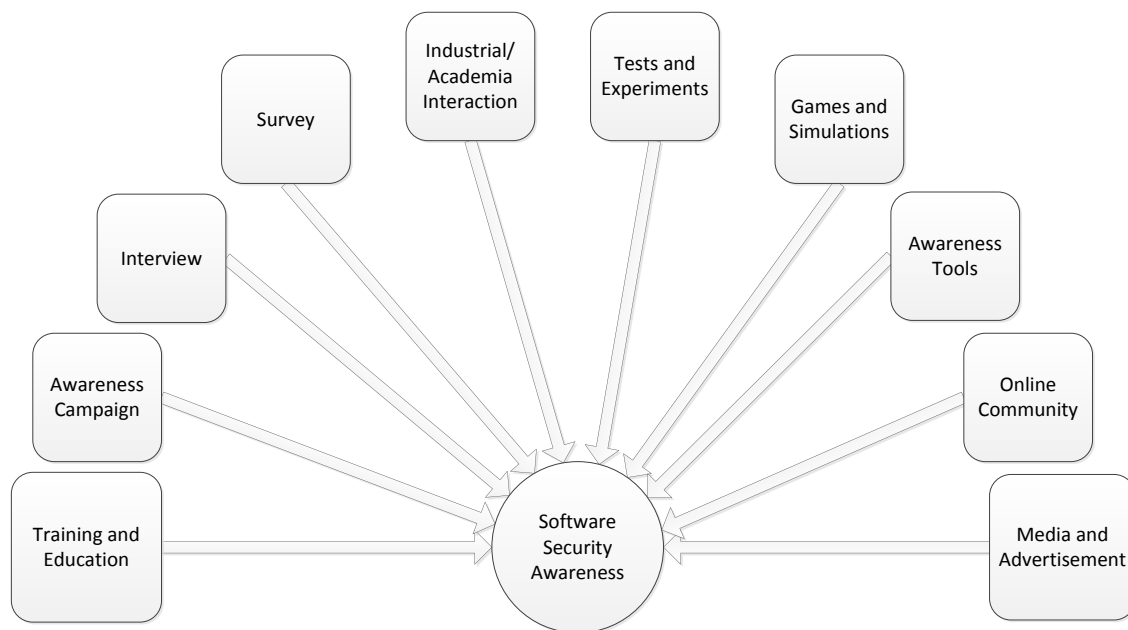 Industrial/
Academia
Interaction
Tests and
Experiments
Survey
Games and
Simulations
Interview
Awareness
Tools
Awareness
Campaign
Online
Community
Training and
Education
Software
Security
Awareness
Media and
Advertisement